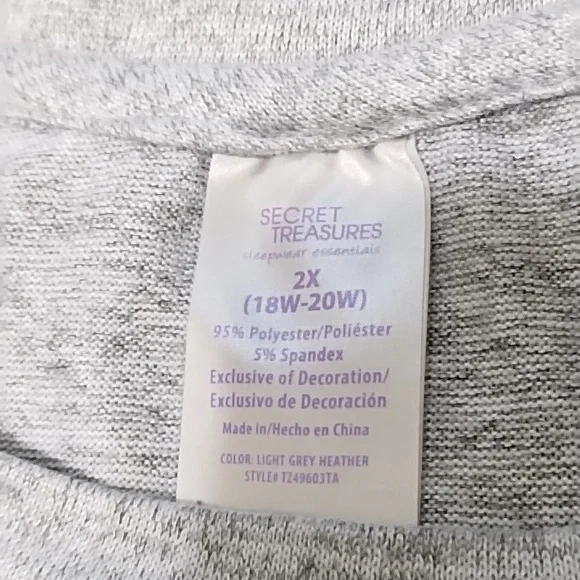 SECRET
TREASURES
sleepwear essentials
2X
(18W-20W)
95% Polyester/Poliéster
5% Spandex
Exclusive of Decoration/
Exclusivo de Decoración
Made in/Hecho en China
COLOR: LIGHT GREY HEATHER
STYLE# TZ49603TA